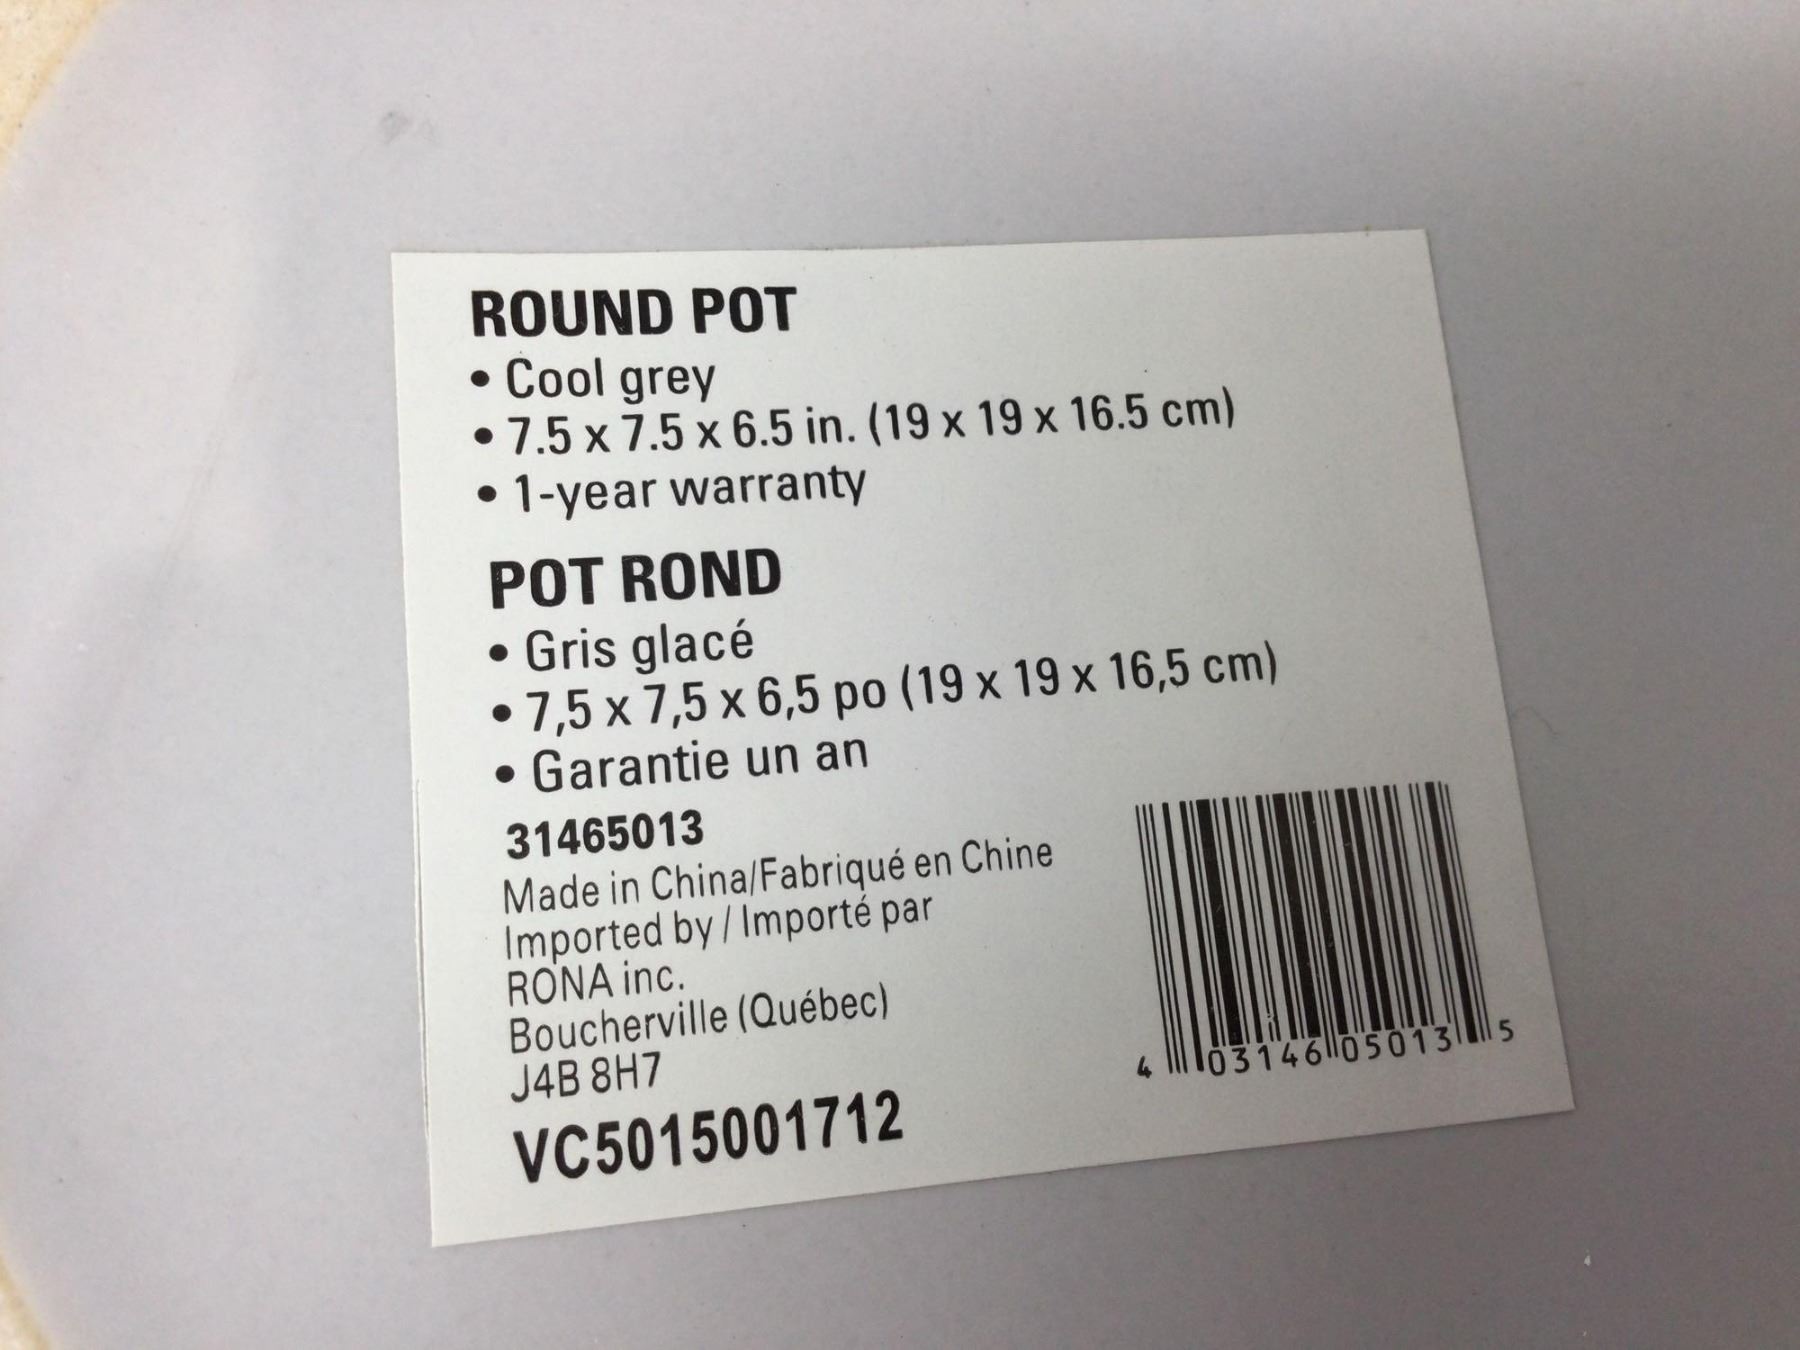 ROUND POT
• Cool grey
• 7.5 x 7.5 x 6.5 in. (19 x 19 x 16.5 cm)
• 1-year warranty
POT ROND
• Gris glacé
• 7,5 x 7,5 x 6,5 po (19 x 19 x 16,5 cm)
• Garantie un an
31465013
Made in China/Fabriqué en Chine
Imported by / Importé par
RONA inc.
Boucherville (Québec)
J4B 8H7
VC5015001712
4 031465 050135